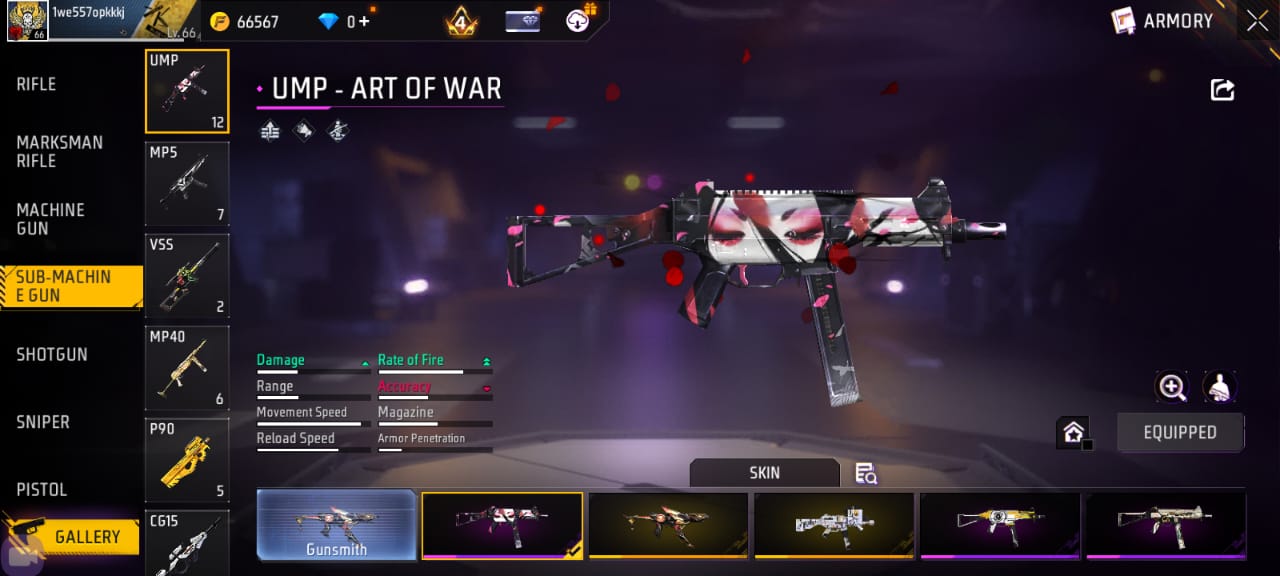 1we557opkkkj
66
Lv.66
66567
0+
4
ARMORY
RIFLE
MARKSMAN
RIFLE
MACHINE
GUN
SUB-MACHIN
E GUN
SHOTGUN
SNIPER
PISTOL
GALLERY
UMP
12
MP5
7
VSS
2
MP40
6
P90
5
CG15
UMP - ART OF WAR
Damage
Rate of Fire
Range
Accuracy
Movement Speed
Magazine
Reload Speed
Armor Penetration
EQUIPPED
SKIN
Gunsmith